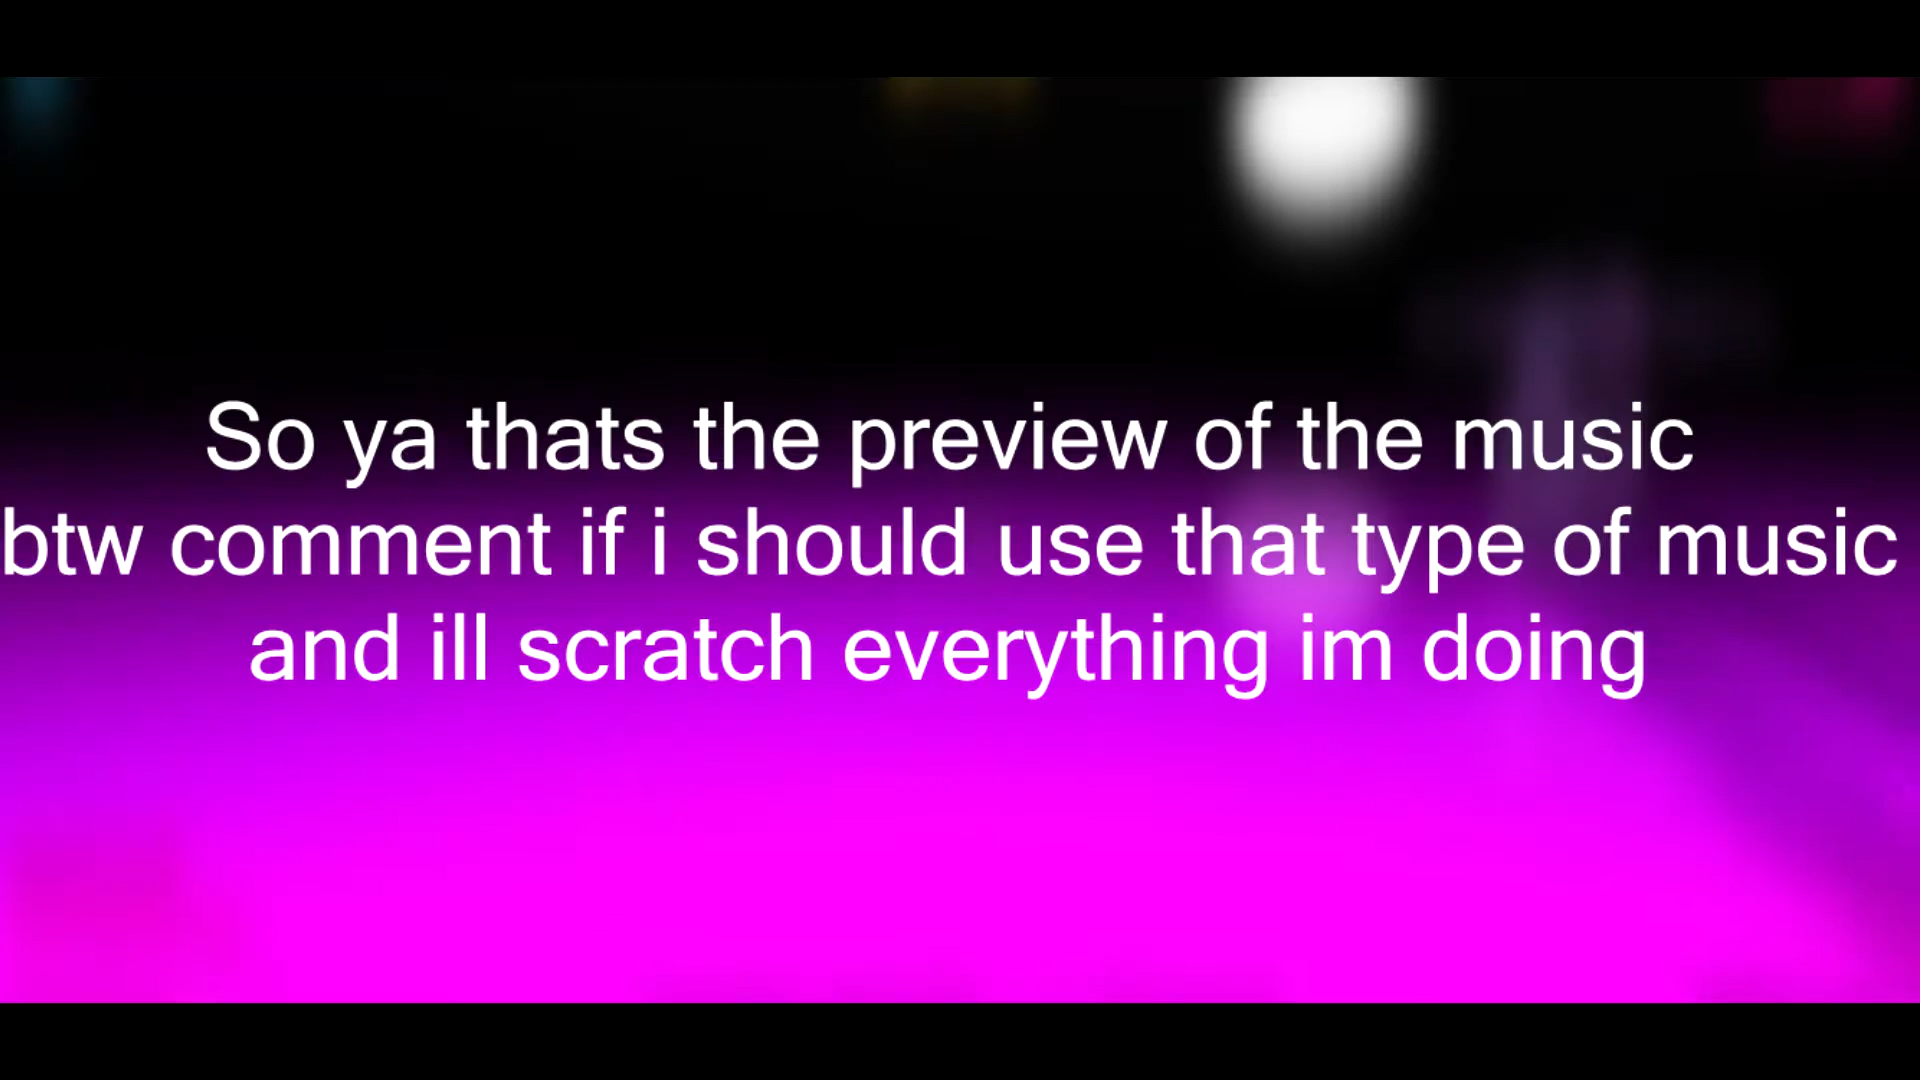 So ya thats the preview of the music
btw comment if i should use that type of music
and ill scratch everything im doing